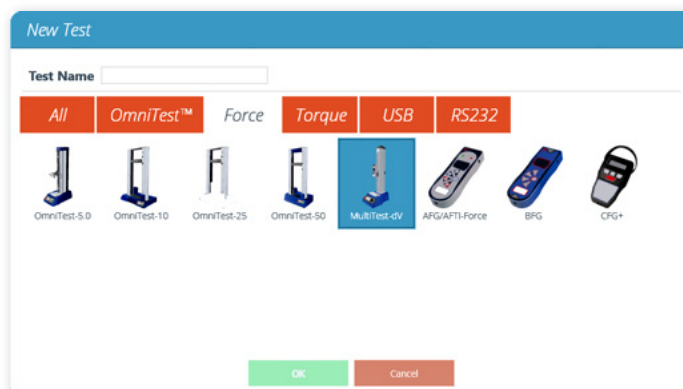 New Test
Test Name
All OmniTest™ Force Torque USB RS232
OmniTest-5.0 OmniTest-10 OmniTest-25 OmniTest-50 MultiTest-dV AFG/AFTI-Force BFG CFG+
OK Cancel